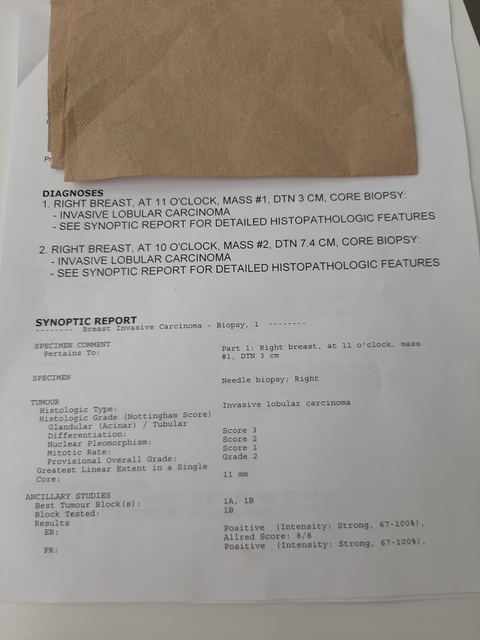 Pr
DIAGNOSES
1. RIGHT BREAST, AT 11 O'CLOCK, MASS #1, DTN 3 CM, CORE BIOPSY:
- INVASIVE LOBULAR CARCINOMA
- SEE SYNOPTIC REPORT FOR DETAILED HISTOPATHOLOGIC FEATURES
2. RIGHT BREAST, AT 10 O'CLOCK, MASS #2, DTN 7.4 CM, CORE BIOPSY:
- INVASIVE LOBULAR CARCINOMA
- SEE SYNOPTIC REPORT FOR DETAILED HISTOPATHOLOGIC FEATURES
SYNOPTIC REPORT
-------- Breast Invasive Carcinoma - Biopsy, 1 --------
SPECIMEN COMMENT
Pertains To: Part 1: Right breast, at 11 o'clock, mass
#1, DTN 3 cm
SPECIMEN Needle biopsy; Right
TUMOUR
Histologic Type: Invasive lobular carcinoma
Histologic Grade (Nottingham Score)
Glandular (Acinar) / Tubular
Differentiation: Score 3
Nuclear Pleomorphism: Score 2
Mitotic Rate: Score 1
Provisional Overall Grade: Grade 2
Greatest Linear Extent in a Single
Core: 11 mm
ANCILLARY STUDIES
Best Tumour Block(s): 1A, 1B
Block Tested: 1B
Results
ER: Positive (Intensity: Strong, 67-100%),
Allred Score: 8/8
PR: Positive (Intensity: Strong, 67-100%),